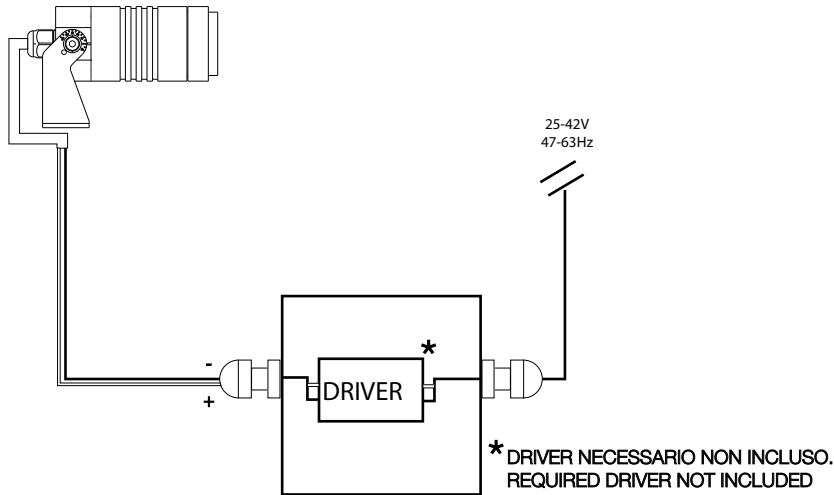 25-42V
47-63Hz
*
-
DRIVER
+
* DRIVER NECESSARIO NON INCLUSO.
REQUIRED DRIVER NOT INCLUDED